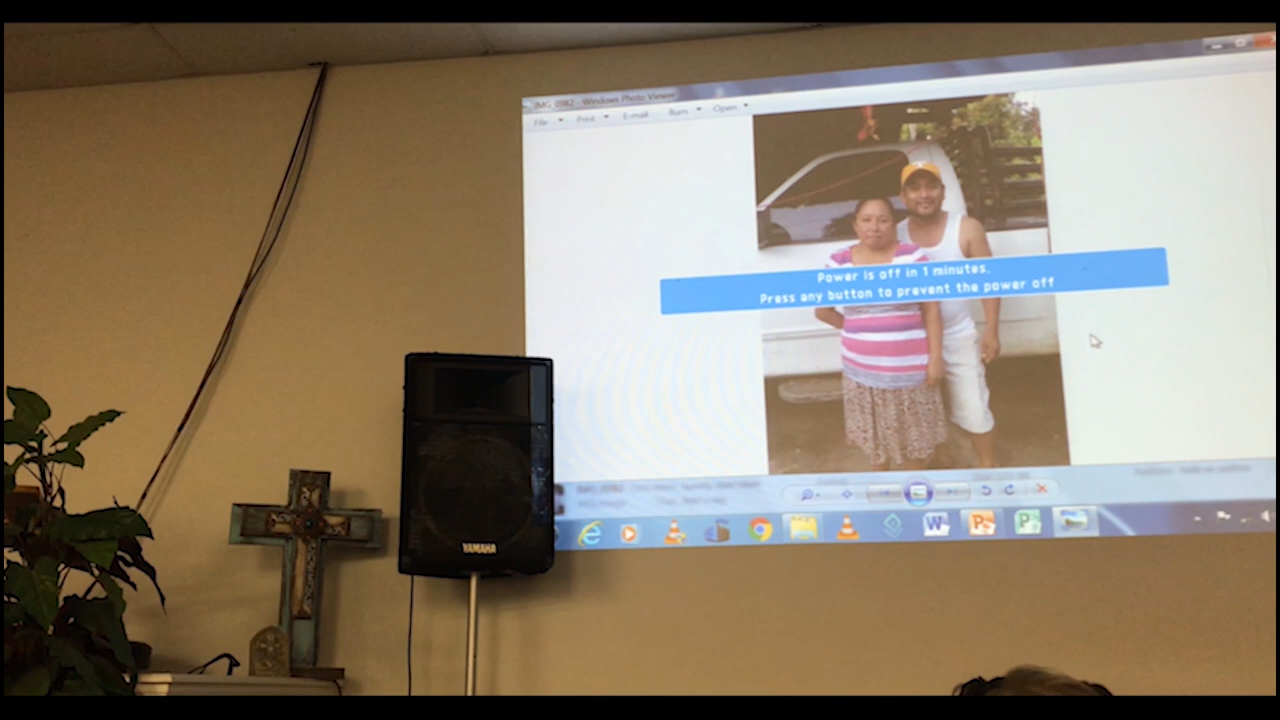 IMG_0982 - Windows Photo Viewer
File Print E-mail Burn Open
Power is off in 1 minutes.
Press any button to prevent the power off
YAMAHA